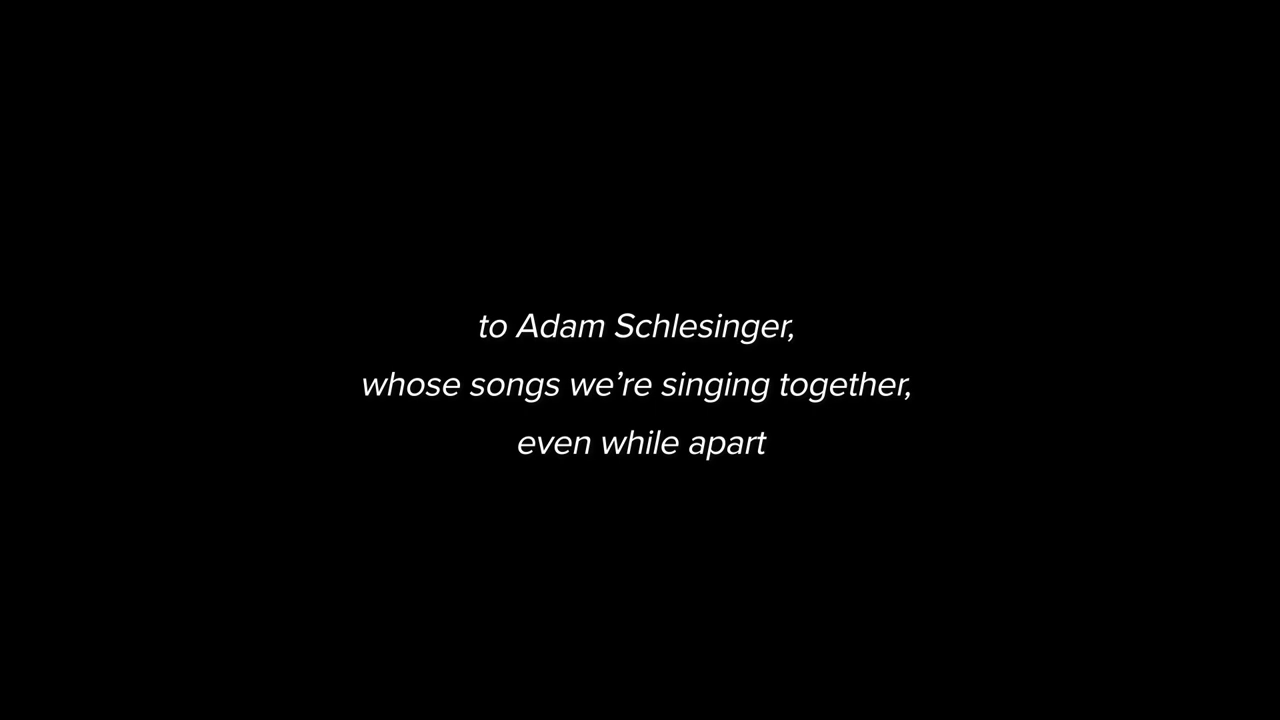 to Adam Schlesinger,
whose songs we’re singing together,
even while apart